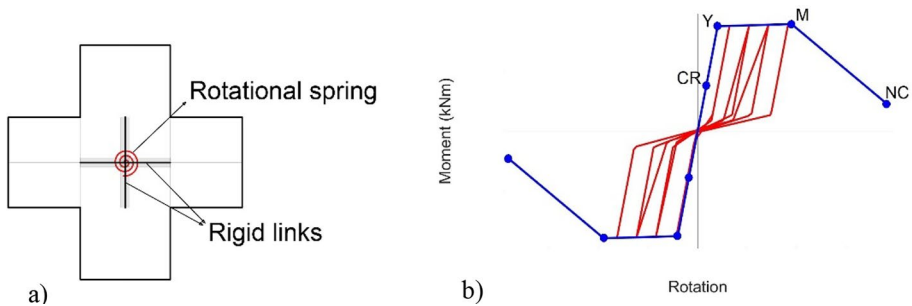 Rotational spring
Rigid links
a)
Y
M
CR
NC
Moment (kNm)
Rotation
b)